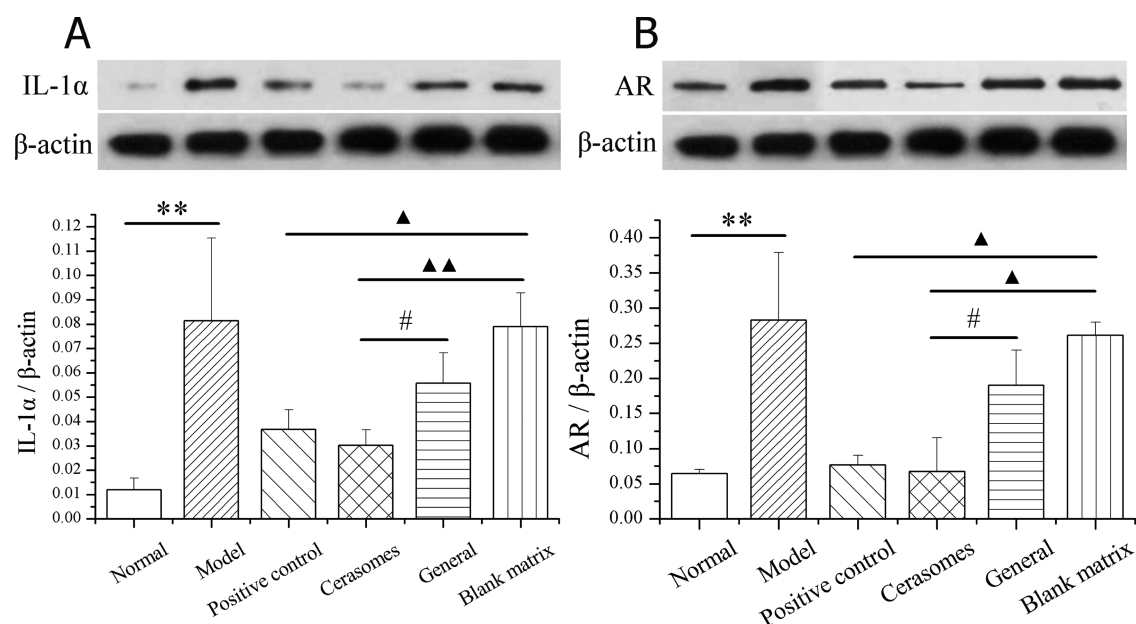 A
IL-1α
β-actin
**
▲
▲▲
#
0.12
0.11
0.10
0.09
0.08
0.07
0.06
0.05
0.04
0.03
0.02
0.01
0.00
IL-1α / β-actin
Normal
Model
Positive control
Cerasomes
General
Blank matrix
B
AR
β-actin
**
▲
▲
#
0.40
0.35
0.30
0.25
0.20
0.15
0.10
0.05
0.00
AR / β-actin
Normal
Model
Positive control
Cerasomes
General
Blank matrix